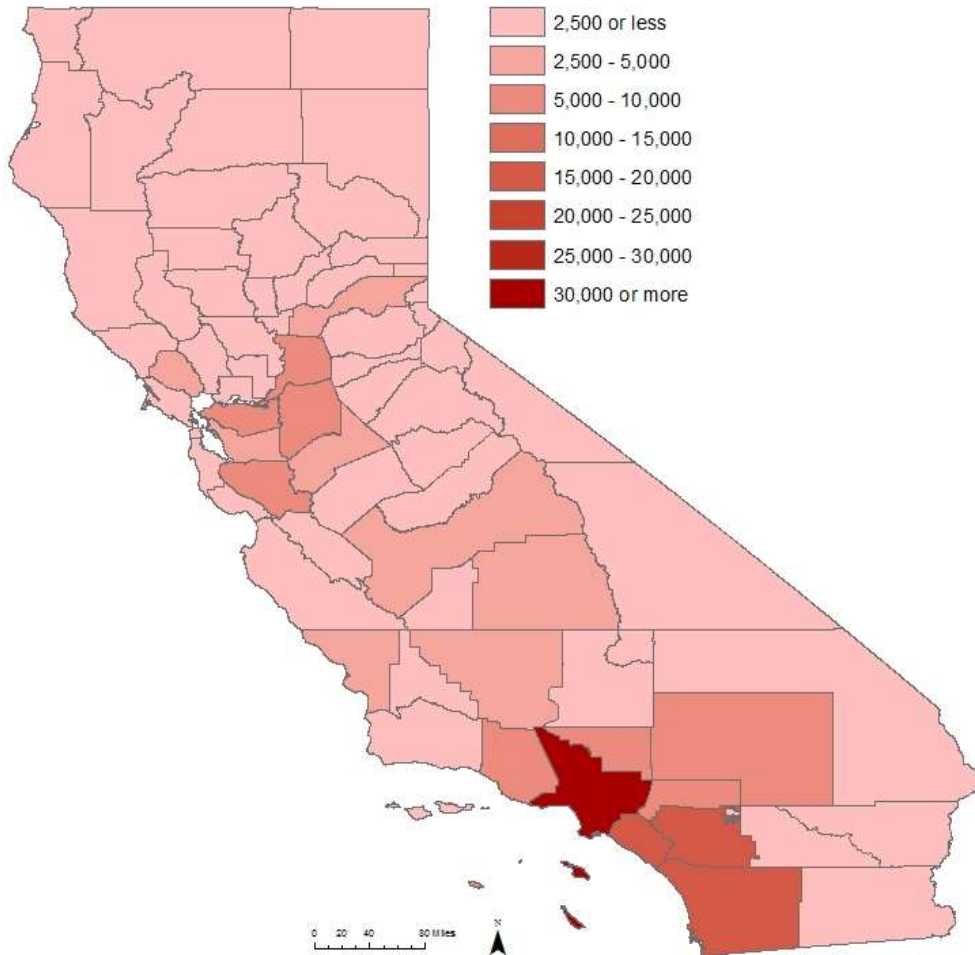 2,500 or less
2,500 - 5,000
5,000 - 10,000
10,000 - 15,000
15,000 - 20,000
20,000 - 25,000
25,000 - 30,000
30,000 or more
N
0 20 40 80 Miles